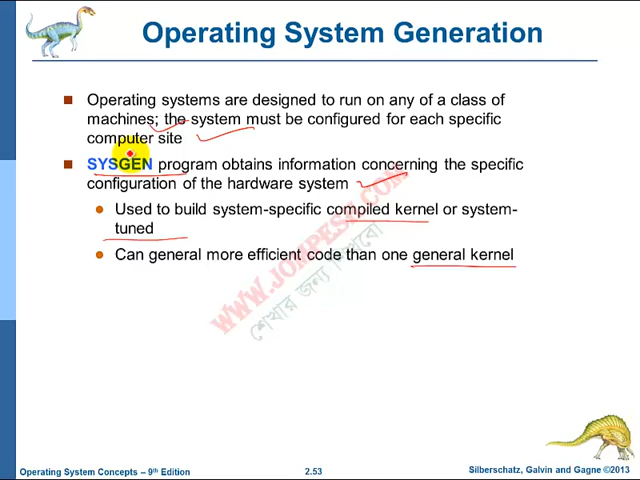 Operating System Generation
Operating systems are designed to run on any of a class of
machines; the system must be configured for each specific
computer site
SYSGEN program obtains information concerning the specific
configuration of the hardware system
Used to build system-specific compiled kernel or system-
tuned
Can general more efficient code than one general kernel
WWW.JOMPESH.COM
শেখার জন্য শিখবো
Operating System Concepts – 9th Edition
2.53
Silberschatz, Galvin and Gagne ©2013